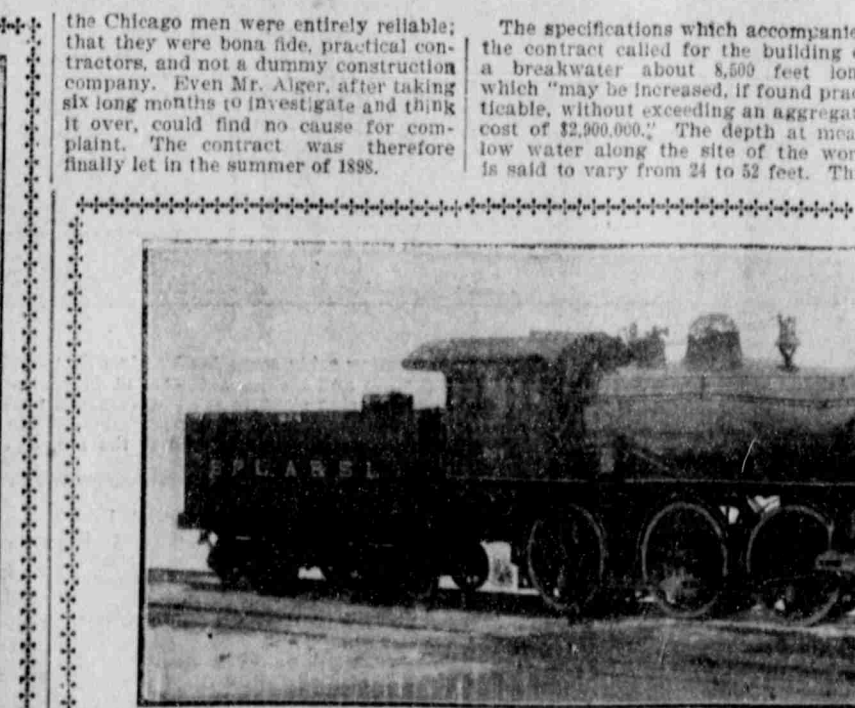 the Chicago men were entirely reliable;
that they were bona fide, practical con-
tractors, and not a dummy construction
company. Even Mr. Alger, after taking
six long months to investigate and think
it over, could find no cause for com-
plaint. The contract was therefore
finally let in the summer of 1898.
The specifications which accompanie
the contract called for the building
a breakwater about 8,500 feet lon
which "may be increased, if found prac
ticable, without exceeding an aggregat
cost of $2,900,000." The depth at mea
low water along the site of the wor
is said to vary from 24 to 52 feet. Th
S P L A R S L